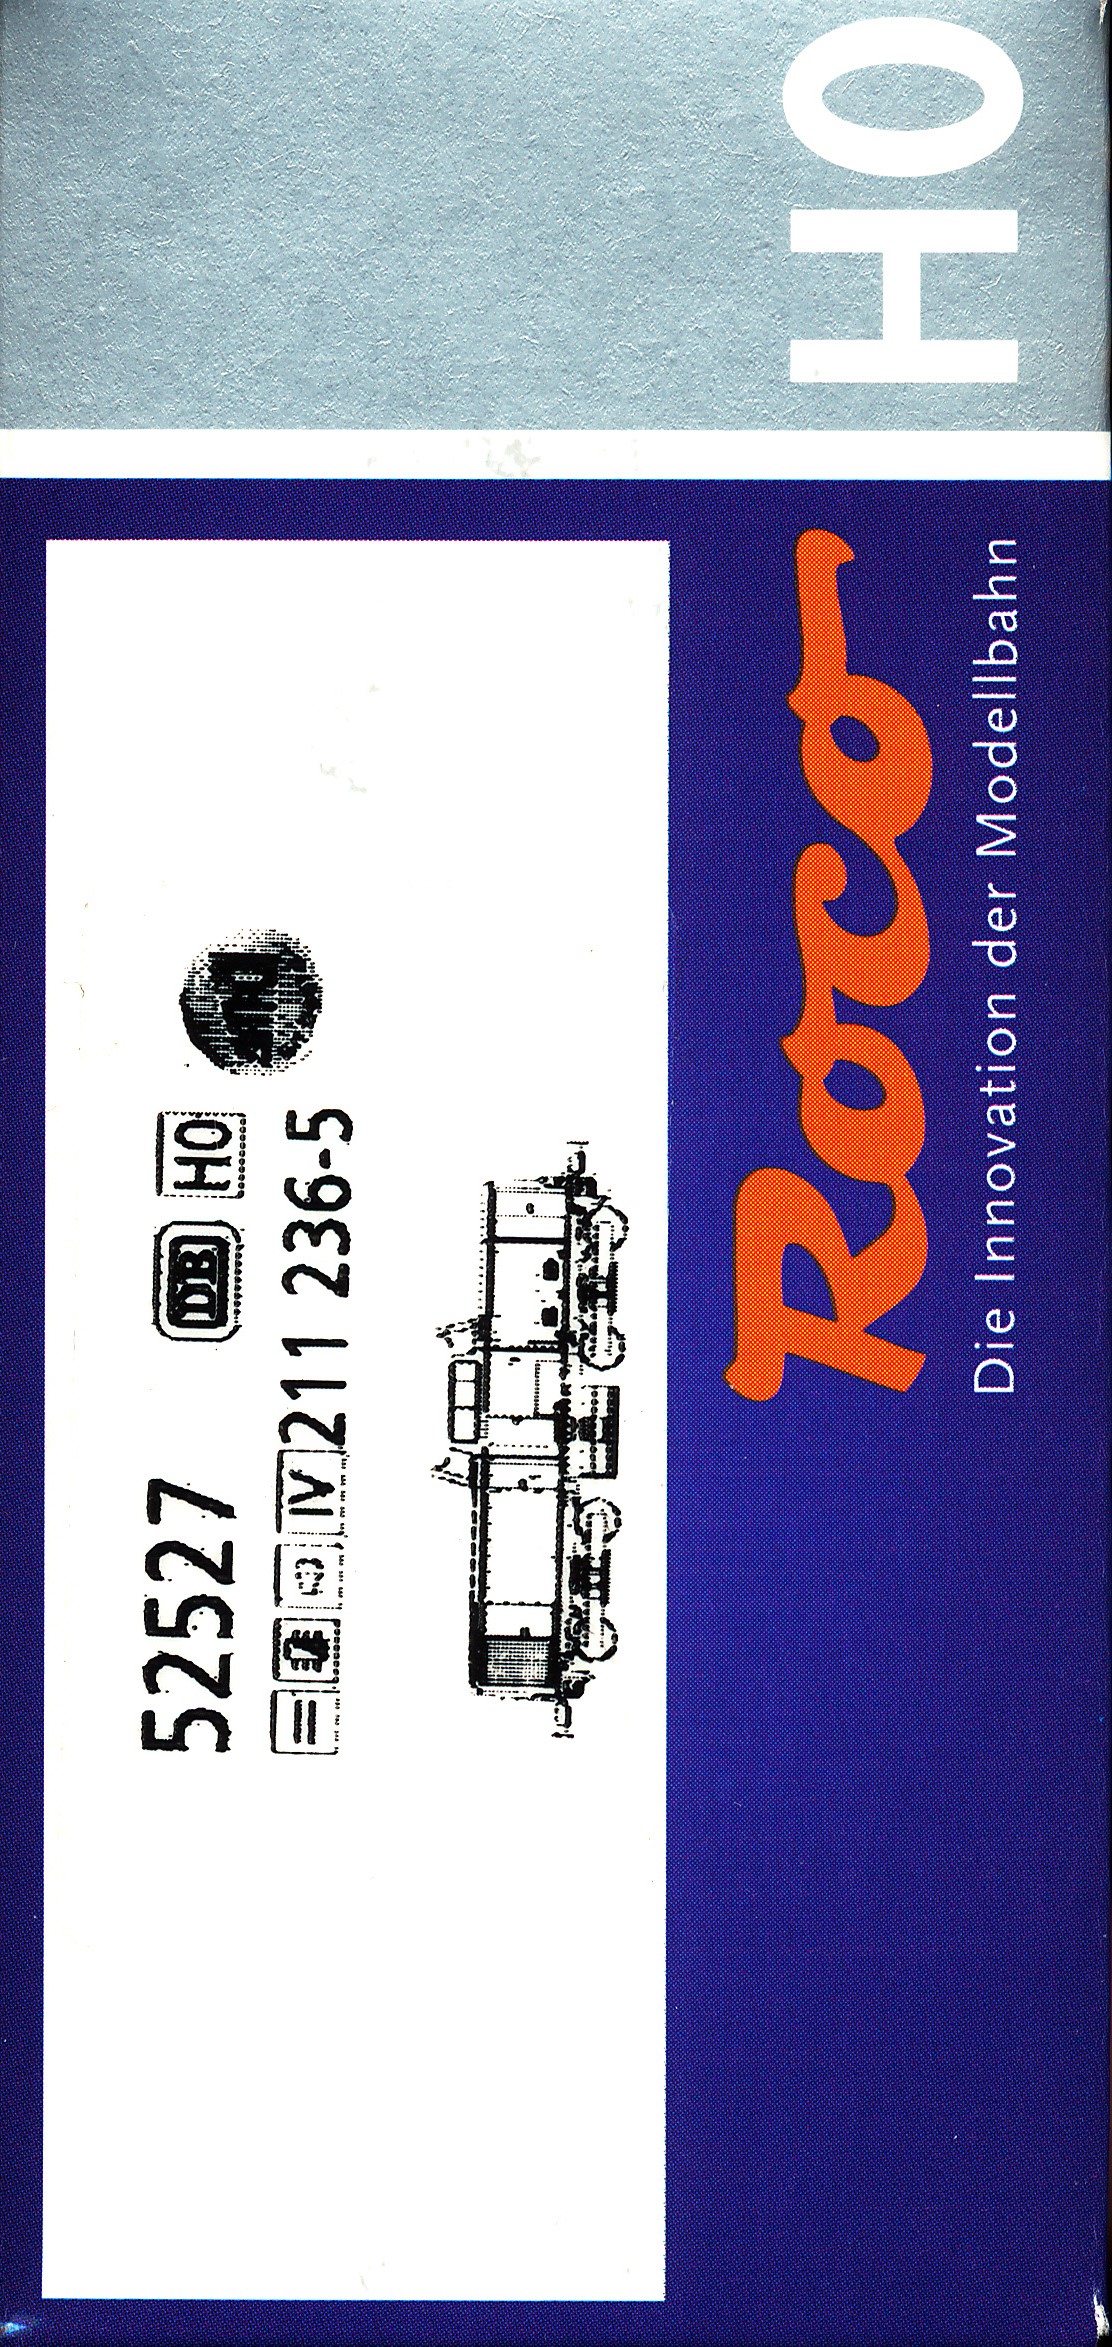 52527 DB H0
= IV 211 236-5
Roco
Die Innovation der Modellbahn
H0